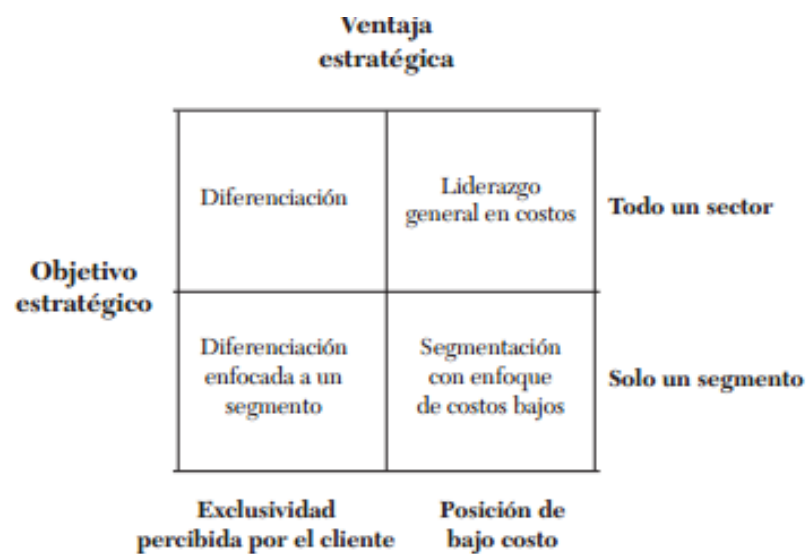 Ventaja
estratégica
Diferenciación
Liderazgo
general en costos
Todo un sector
Objetivo
estratégico
Diferenciación
enfocada a un
segmento
Segmentación
con enfoque
de costos bajos
Solo un segmento
Exclusividad
percibida por el cliente
Posición de
bajo costo